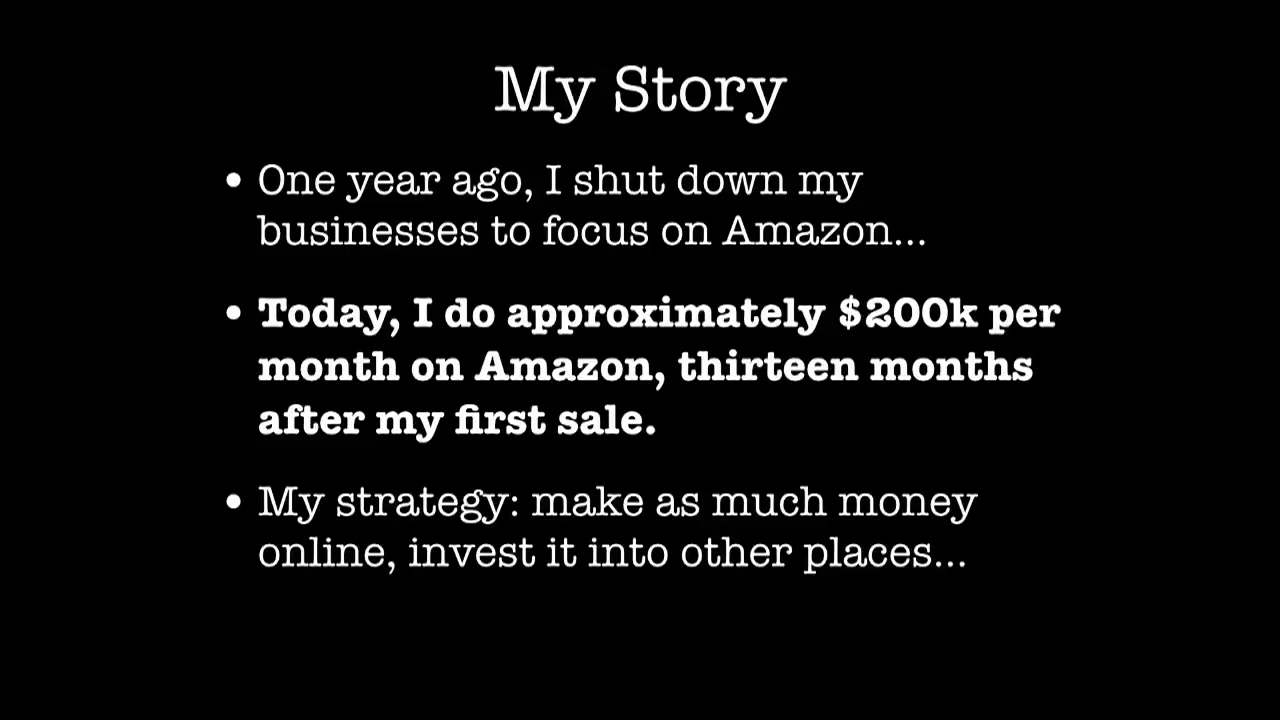 My Story
• One year ago, I shut down my
businesses to focus on Amazon...
• Today, I do approximately $200k per
month on Amazon, thirteen months
after my first sale.
• My strategy: make as much money
online, invest it into other places...